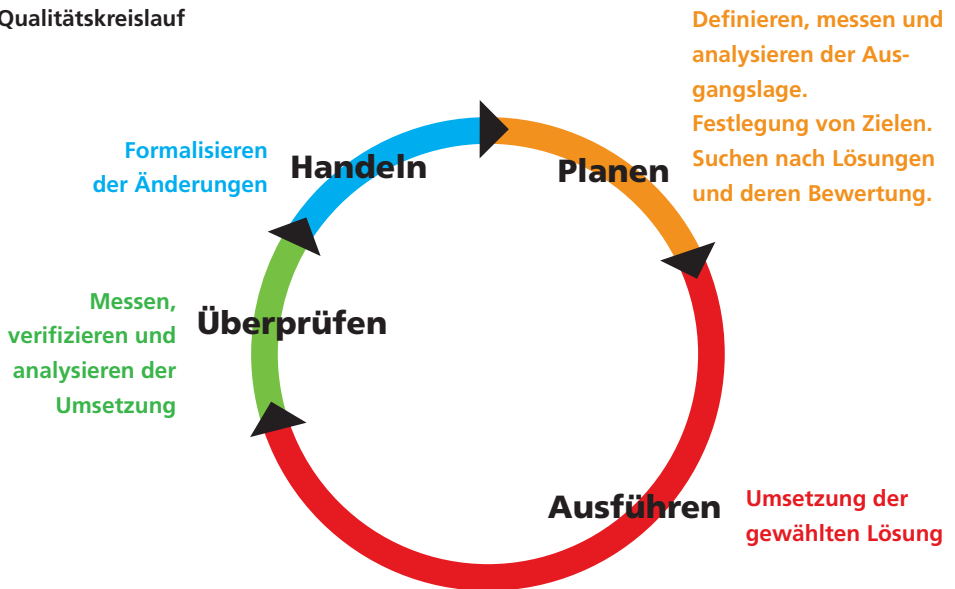 Qualitätskreislauf
Definieren, messen und
analysieren der Aus-
gangslage.
Festlegung von Zielen.
Suchen nach Lösungen
und deren Bewertung.
Planen
Formalisieren
der Änderungen
Handeln
Messen,
verifizieren und
analysieren der
Umsetzung
Überprüfen
Ausführen
Umsetzung der
gewählten Lösung